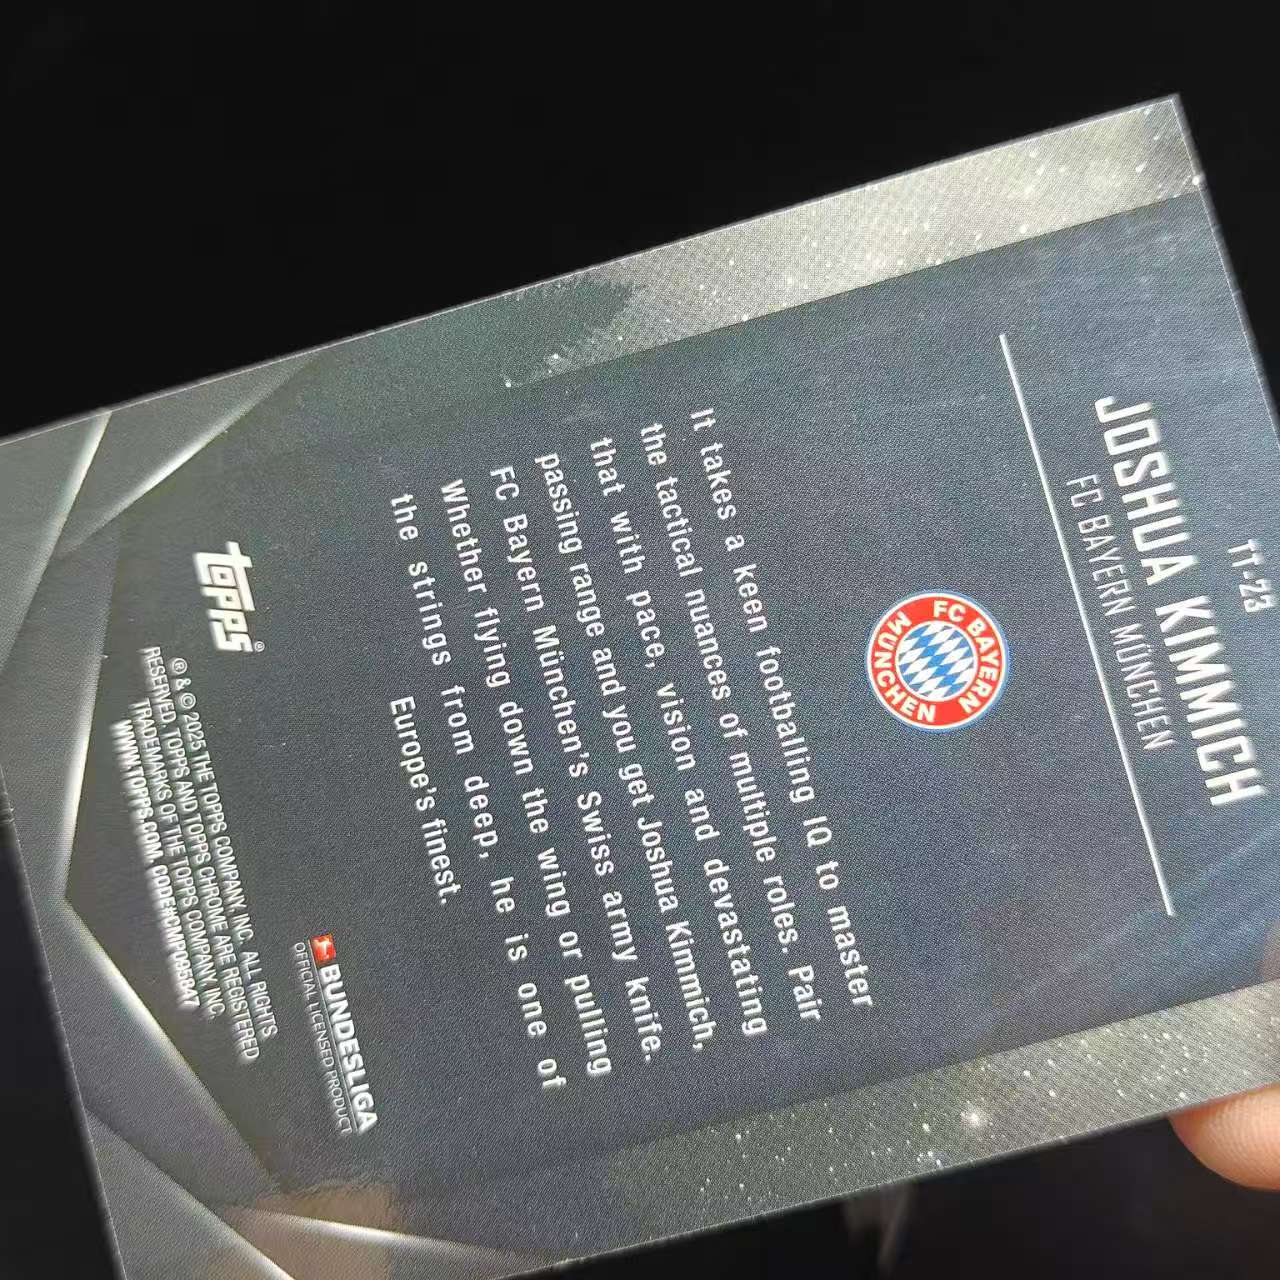 TT-23
JOSHUA KIMMICH
FC BAYERN MÜNCHEN
FC BAYERN
MÜNCHEN
It takes a keen footballing IQ to master
the tactical nuances of multiple roles. Pair
that with pace, vision and devastating
passing range and you get Joshua Kimmich,
FC Bayern München's Swiss army knife.
Whether flying down the wing or pulling
the strings from deep, he is one of
Europe's finest.
BUNDESLIGA
OFFICIAL LICENSED PRODUCT
topps®
® & © 2025 THE TOPPS COMPANY, INC. ALL RIGHTS
RESERVED. TOPPS AND TOPPS CHROME ARE REGISTERED
TRADEMARKS OF THE TOPPS COMPANY, INC.
WWW.TOPPS.COM. CODE#CMP095847